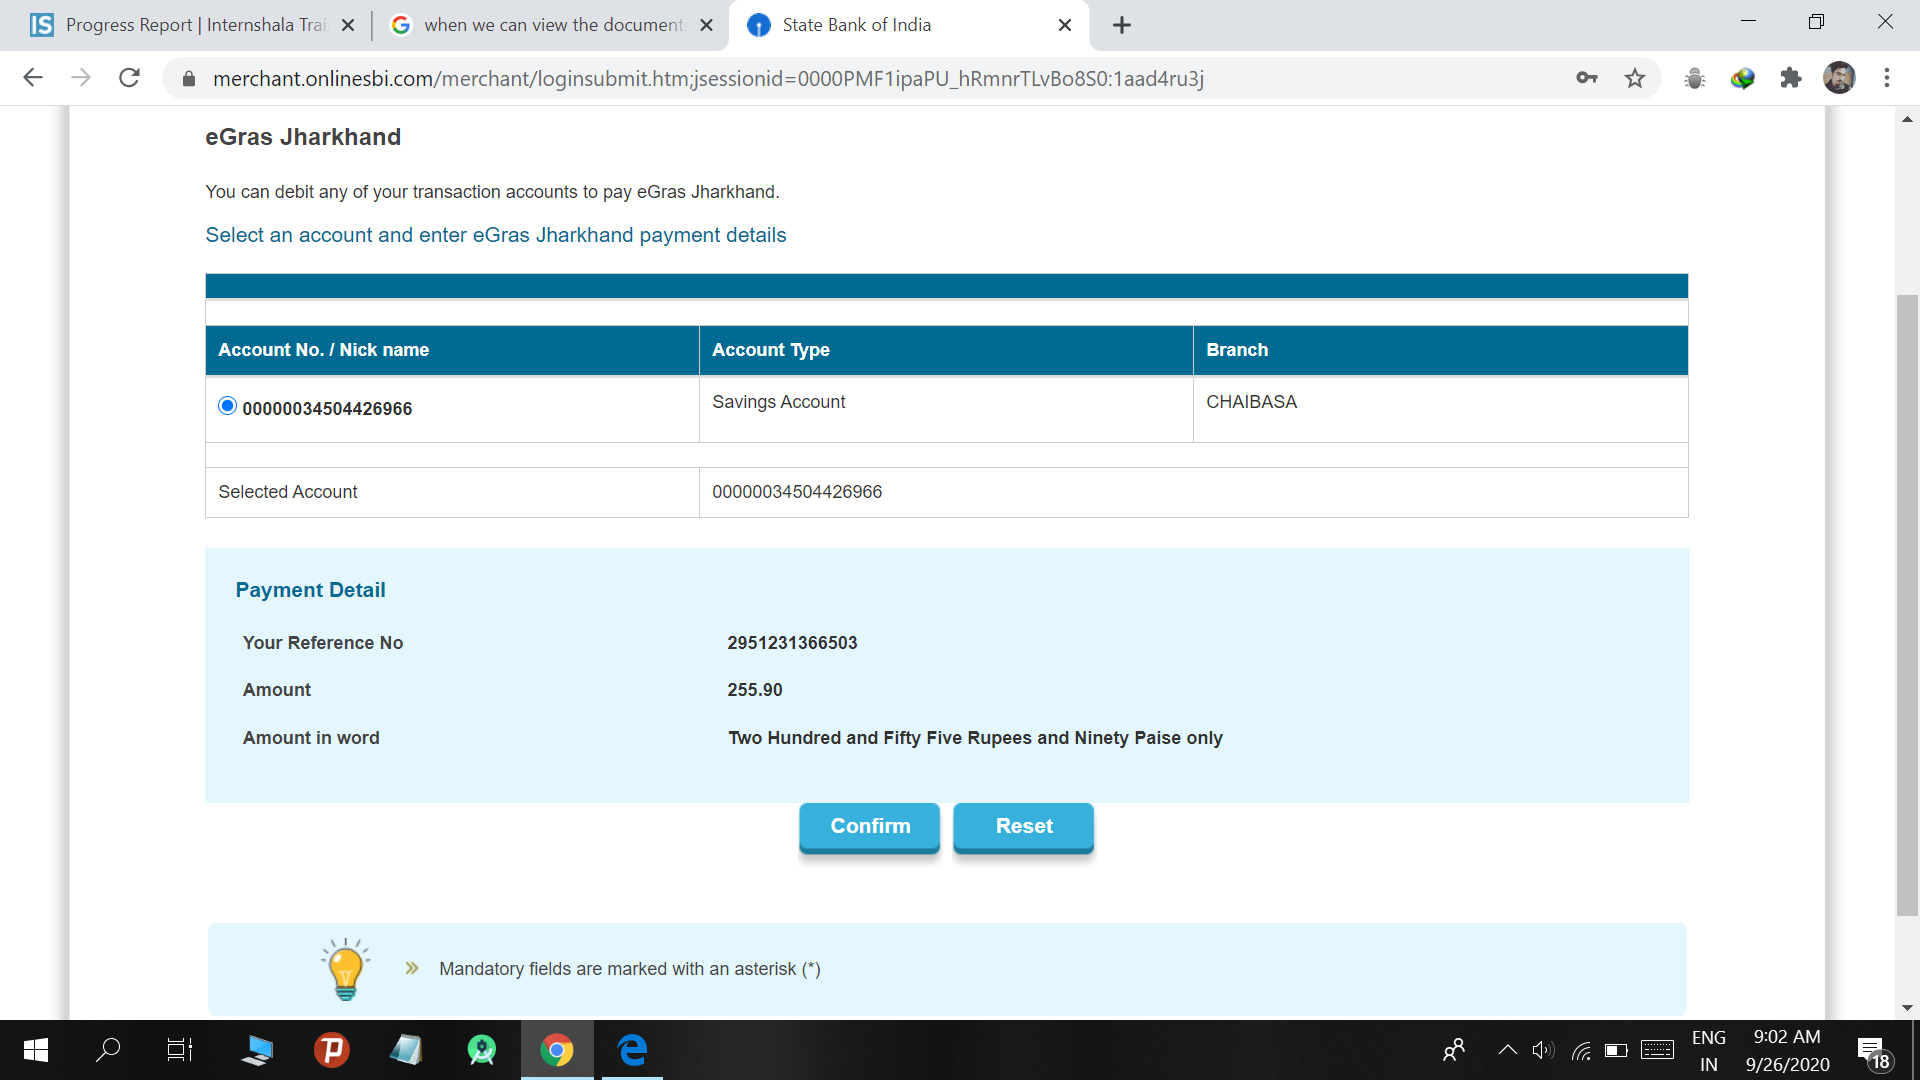 Progress Report | Internshala Trai
when we can view the documents
State Bank of India
merchant.onlinesbi.com/merchant/loginsubmit.htm;jsessionid=0000PMF1ipaPU_hRmnrTLvBo8S0:1aad4ru3j
eGras Jharkhand
You can debit any of your transaction accounts to pay eGras Jharkhand.
Select an account and enter eGras Jharkhand payment details
Account No. / Nick name Account Type Branch
00000034504426966 Savings Account CHAIBASA
Selected Account 00000034504426966
Payment Detail
Your Reference No 2951231366503
Amount 255.90
Amount in word Two Hundred and Fifty Five Rupees and Ninety Paise only
Confirm Reset
» Mandatory fields are marked with an asterisk (*)
ENG 9:02 AM
IN 9/26/2020 18